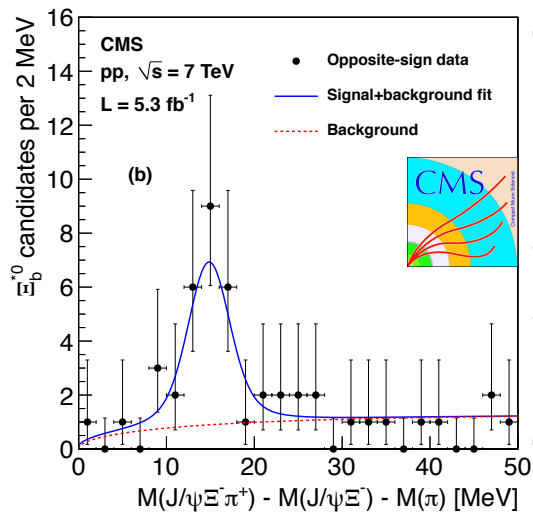 CMS
pp, √s = 7 TeV
L = 5.3 fb⁻¹
(b)
Opposite-sign data
Signal+background fit
Background
CMS
Compact Muon Solenoid
Ξb*0 candidates per 2 MeV
16
14
12
10
8
6
4
2
0
0 10 20 30 40 50
M(J/ψΞ⁻π⁺) - M(J/ψΞ⁻) - M(π) [MeV]